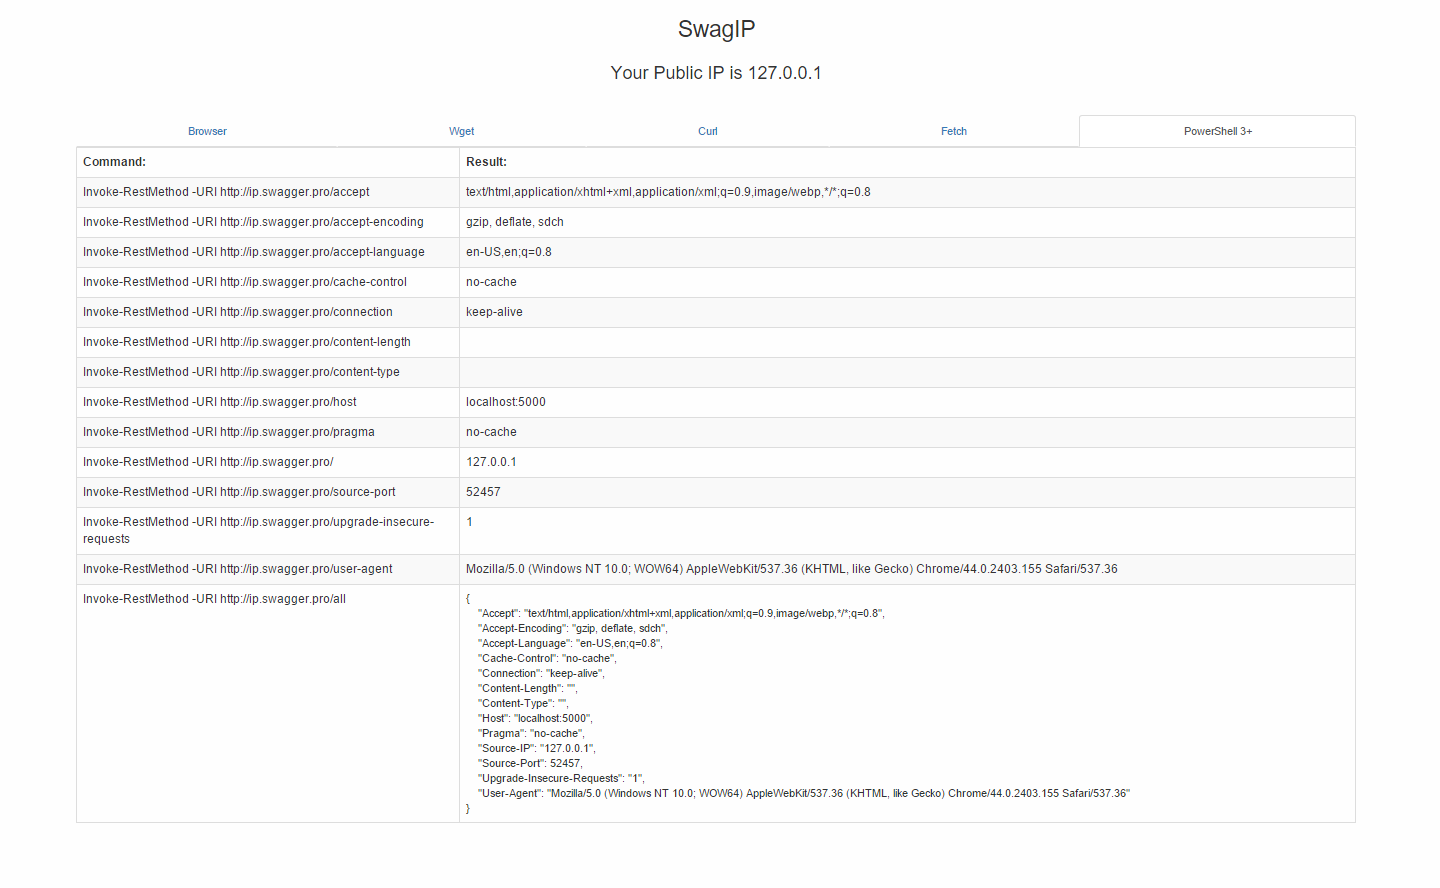 SwagIP
Your Public IP is 127.0.0.1
Browser Wget Curl Fetch PowerShell 3+
Command: Result:
Invoke-RestMethod -URI http://ip.swagger.pro/accept text/html,application/xhtml+xml,application/xml;q=0.9,image/webp,*/*;q=0.8
Invoke-RestMethod -URI http://ip.swagger.pro/accept-encoding gzip, deflate, sdch
Invoke-RestMethod -URI http://ip.swagger.pro/accept-language en-US,en;q=0.8
Invoke-RestMethod -URI http://ip.swagger.pro/cache-control no-cache
Invoke-RestMethod -URI http://ip.swagger.pro/connection keep-alive
Invoke-RestMethod -URI http://ip.swagger.pro/content-length
Invoke-RestMethod -URI http://ip.swagger.pro/content-type
Invoke-RestMethod -URI http://ip.swagger.pro/host localhost:5000
Invoke-RestMethod -URI http://ip.swagger.pro/pragma no-cache
Invoke-RestMethod -URI http://ip.swagger.pro/ 127.0.0.1
Invoke-RestMethod -URI http://ip.swagger.pro/source-port 52457
Invoke-RestMethod -URI http://ip.swagger.pro/upgrade-insecure- 1
requests
Invoke-RestMethod -URI http://ip.swagger.pro/user-agent Mozilla/5.0 (Windows NT 10.0; WOW64) AppleWebKit/537.36 (KHTML, like Gecko) Chrome/44.0.2403.155 Safari/537.36
Invoke-RestMethod -URI http://ip.swagger.pro/all {
"Accept": "text/html,application/xhtml+xml,application/xml;q=0.9,image/webp,*/*;q=0.8",
"Accept-Encoding": "gzip, deflate, sdch",
"Accept-Language": "en-US,en;q=0.8",
"Cache-Control": "no-cache",
"Connection": "keep-alive",
"Content-Length": "",
"Content-Type": "",
"Host": "localhost:5000",
"Pragma": "no-cache",
"Source-IP": "127.0.0.1",
"Source-Port": 52457,
"Upgrade-Insecure-Requests": "1",
"User-Agent": "Mozilla/5.0 (Windows NT 10.0; WOW64) AppleWebKit/537.36 (KHTML, like Gecko) Chrome/44.0.2403.155 Safari/537.36"
}